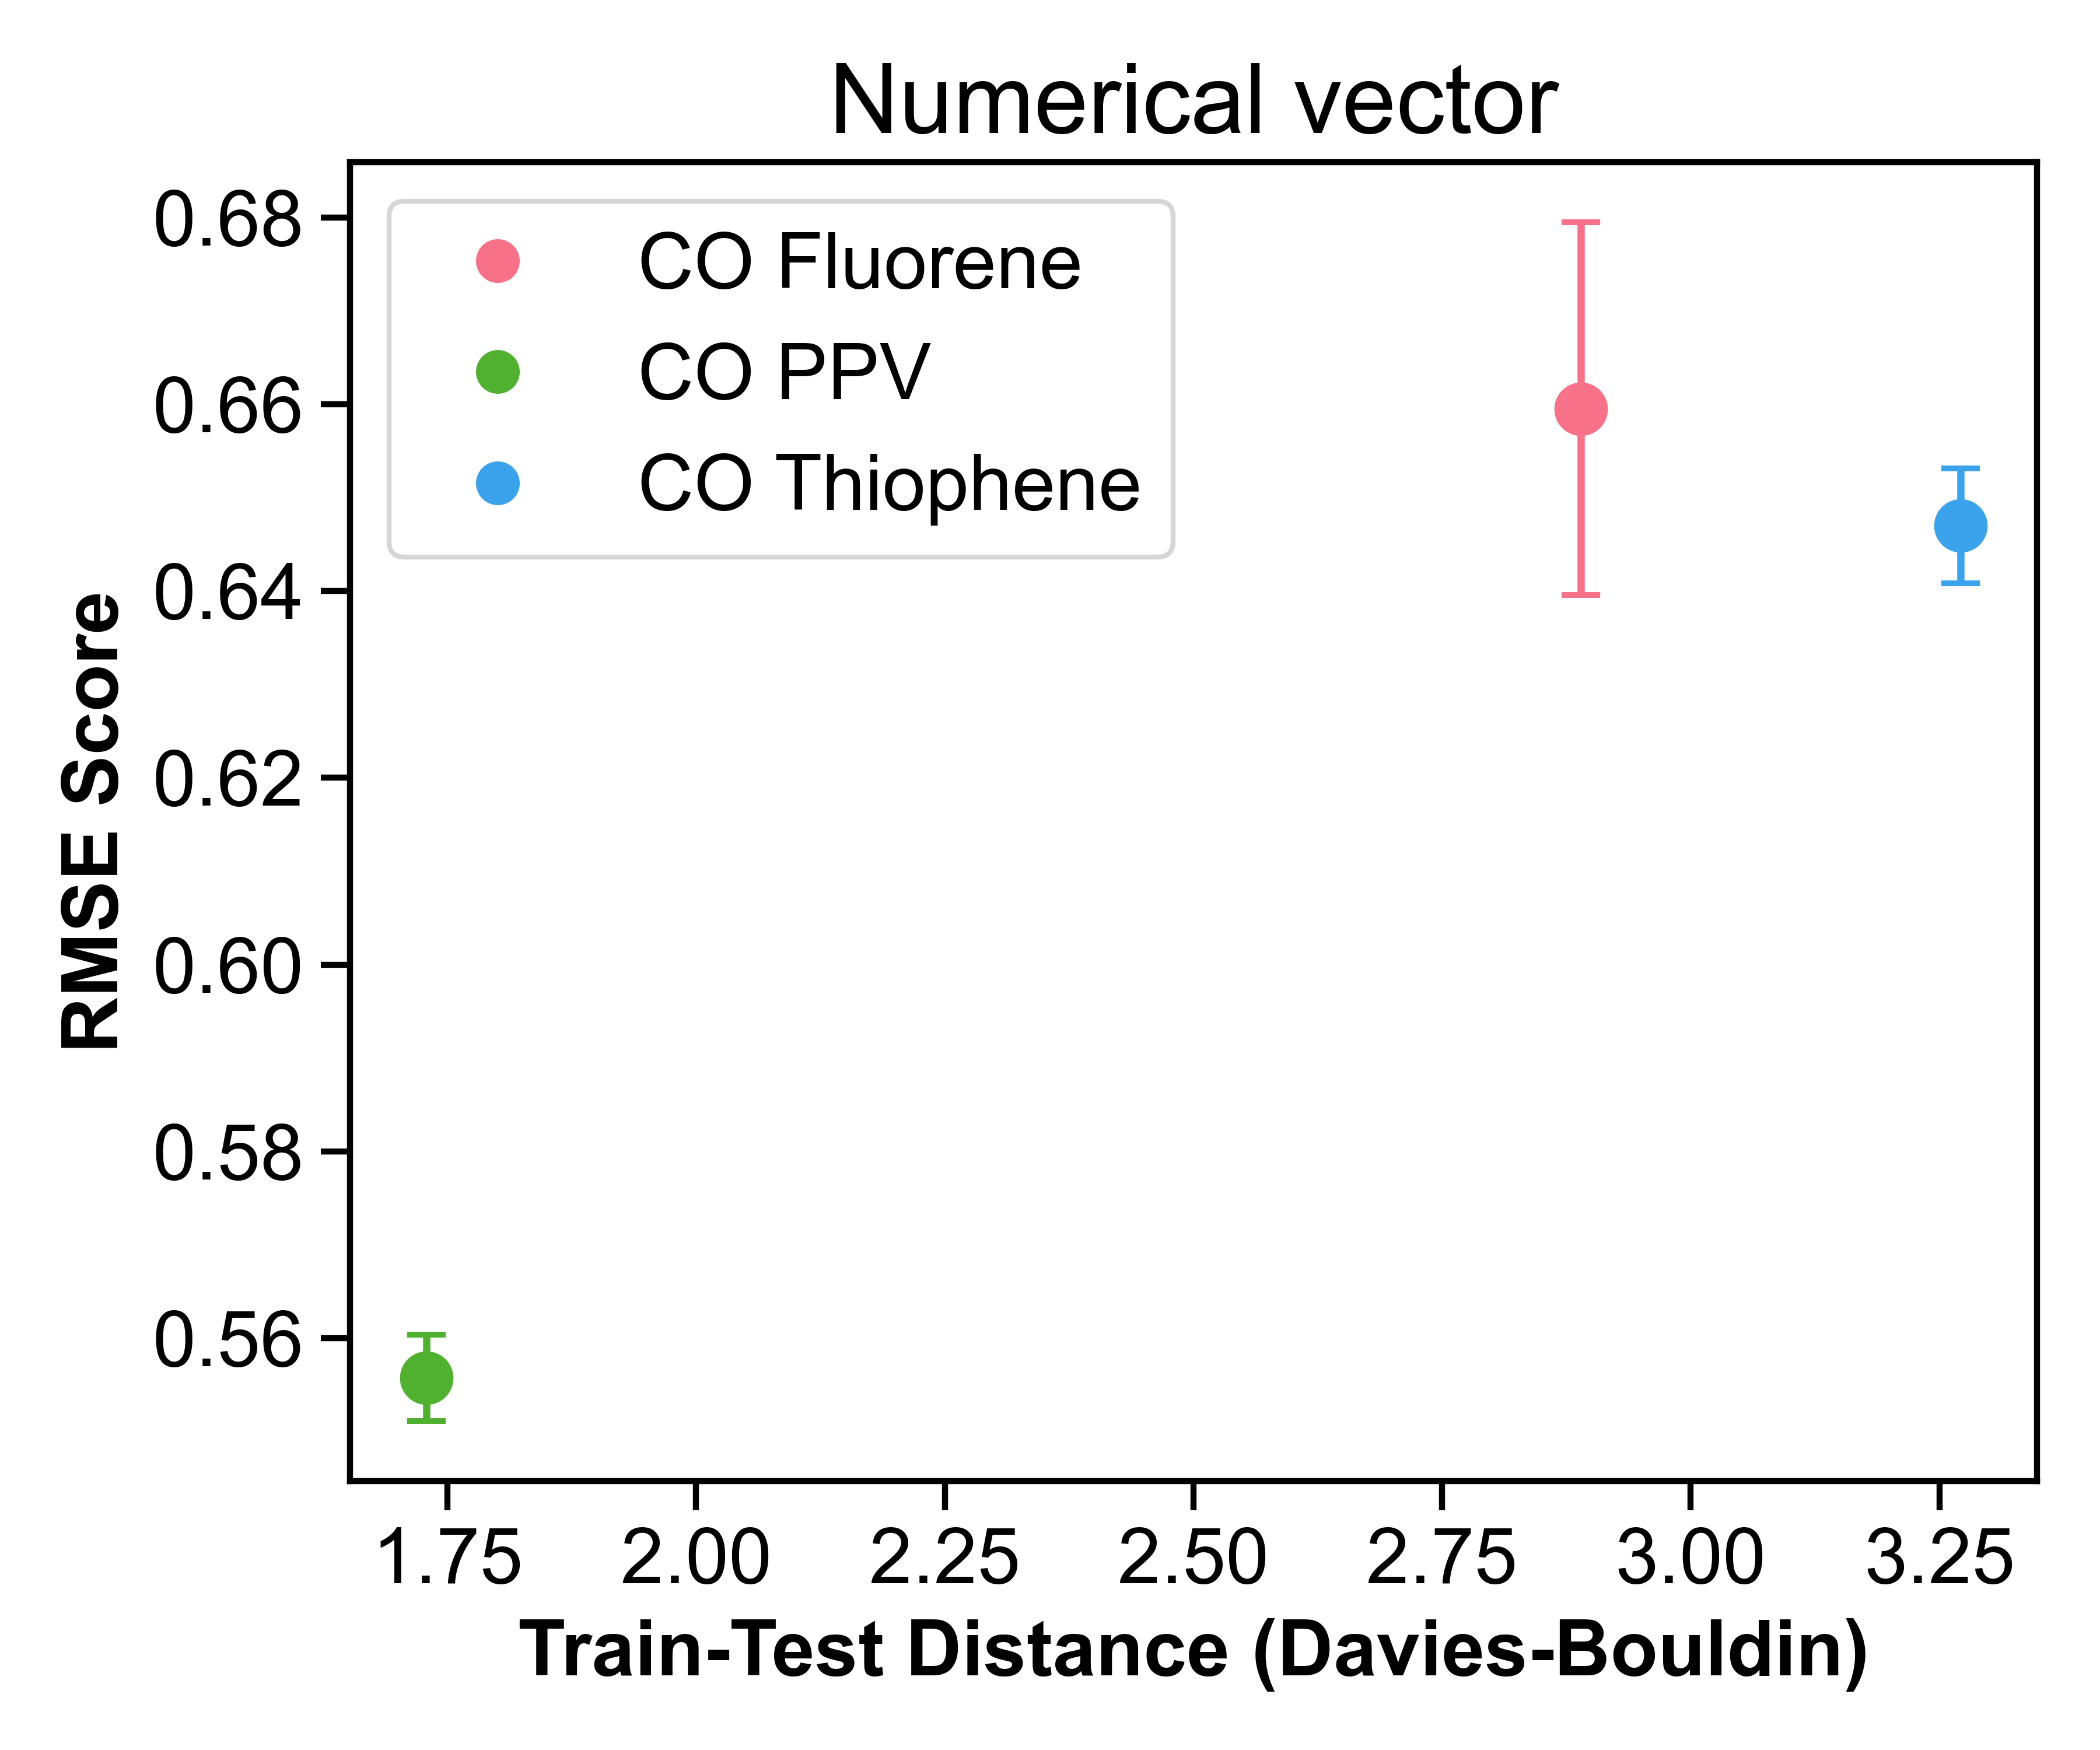 Numerical vector
CO Fluorene
CO PPV
CO Thiophene
RMSE Score
0.68
0.66
0.64
0.62
0.60
0.58
0.56
1.75 2.00 2.25 2.50 2.75 3.00 3.25
Train-Test Distance (Davies-Bouldin)